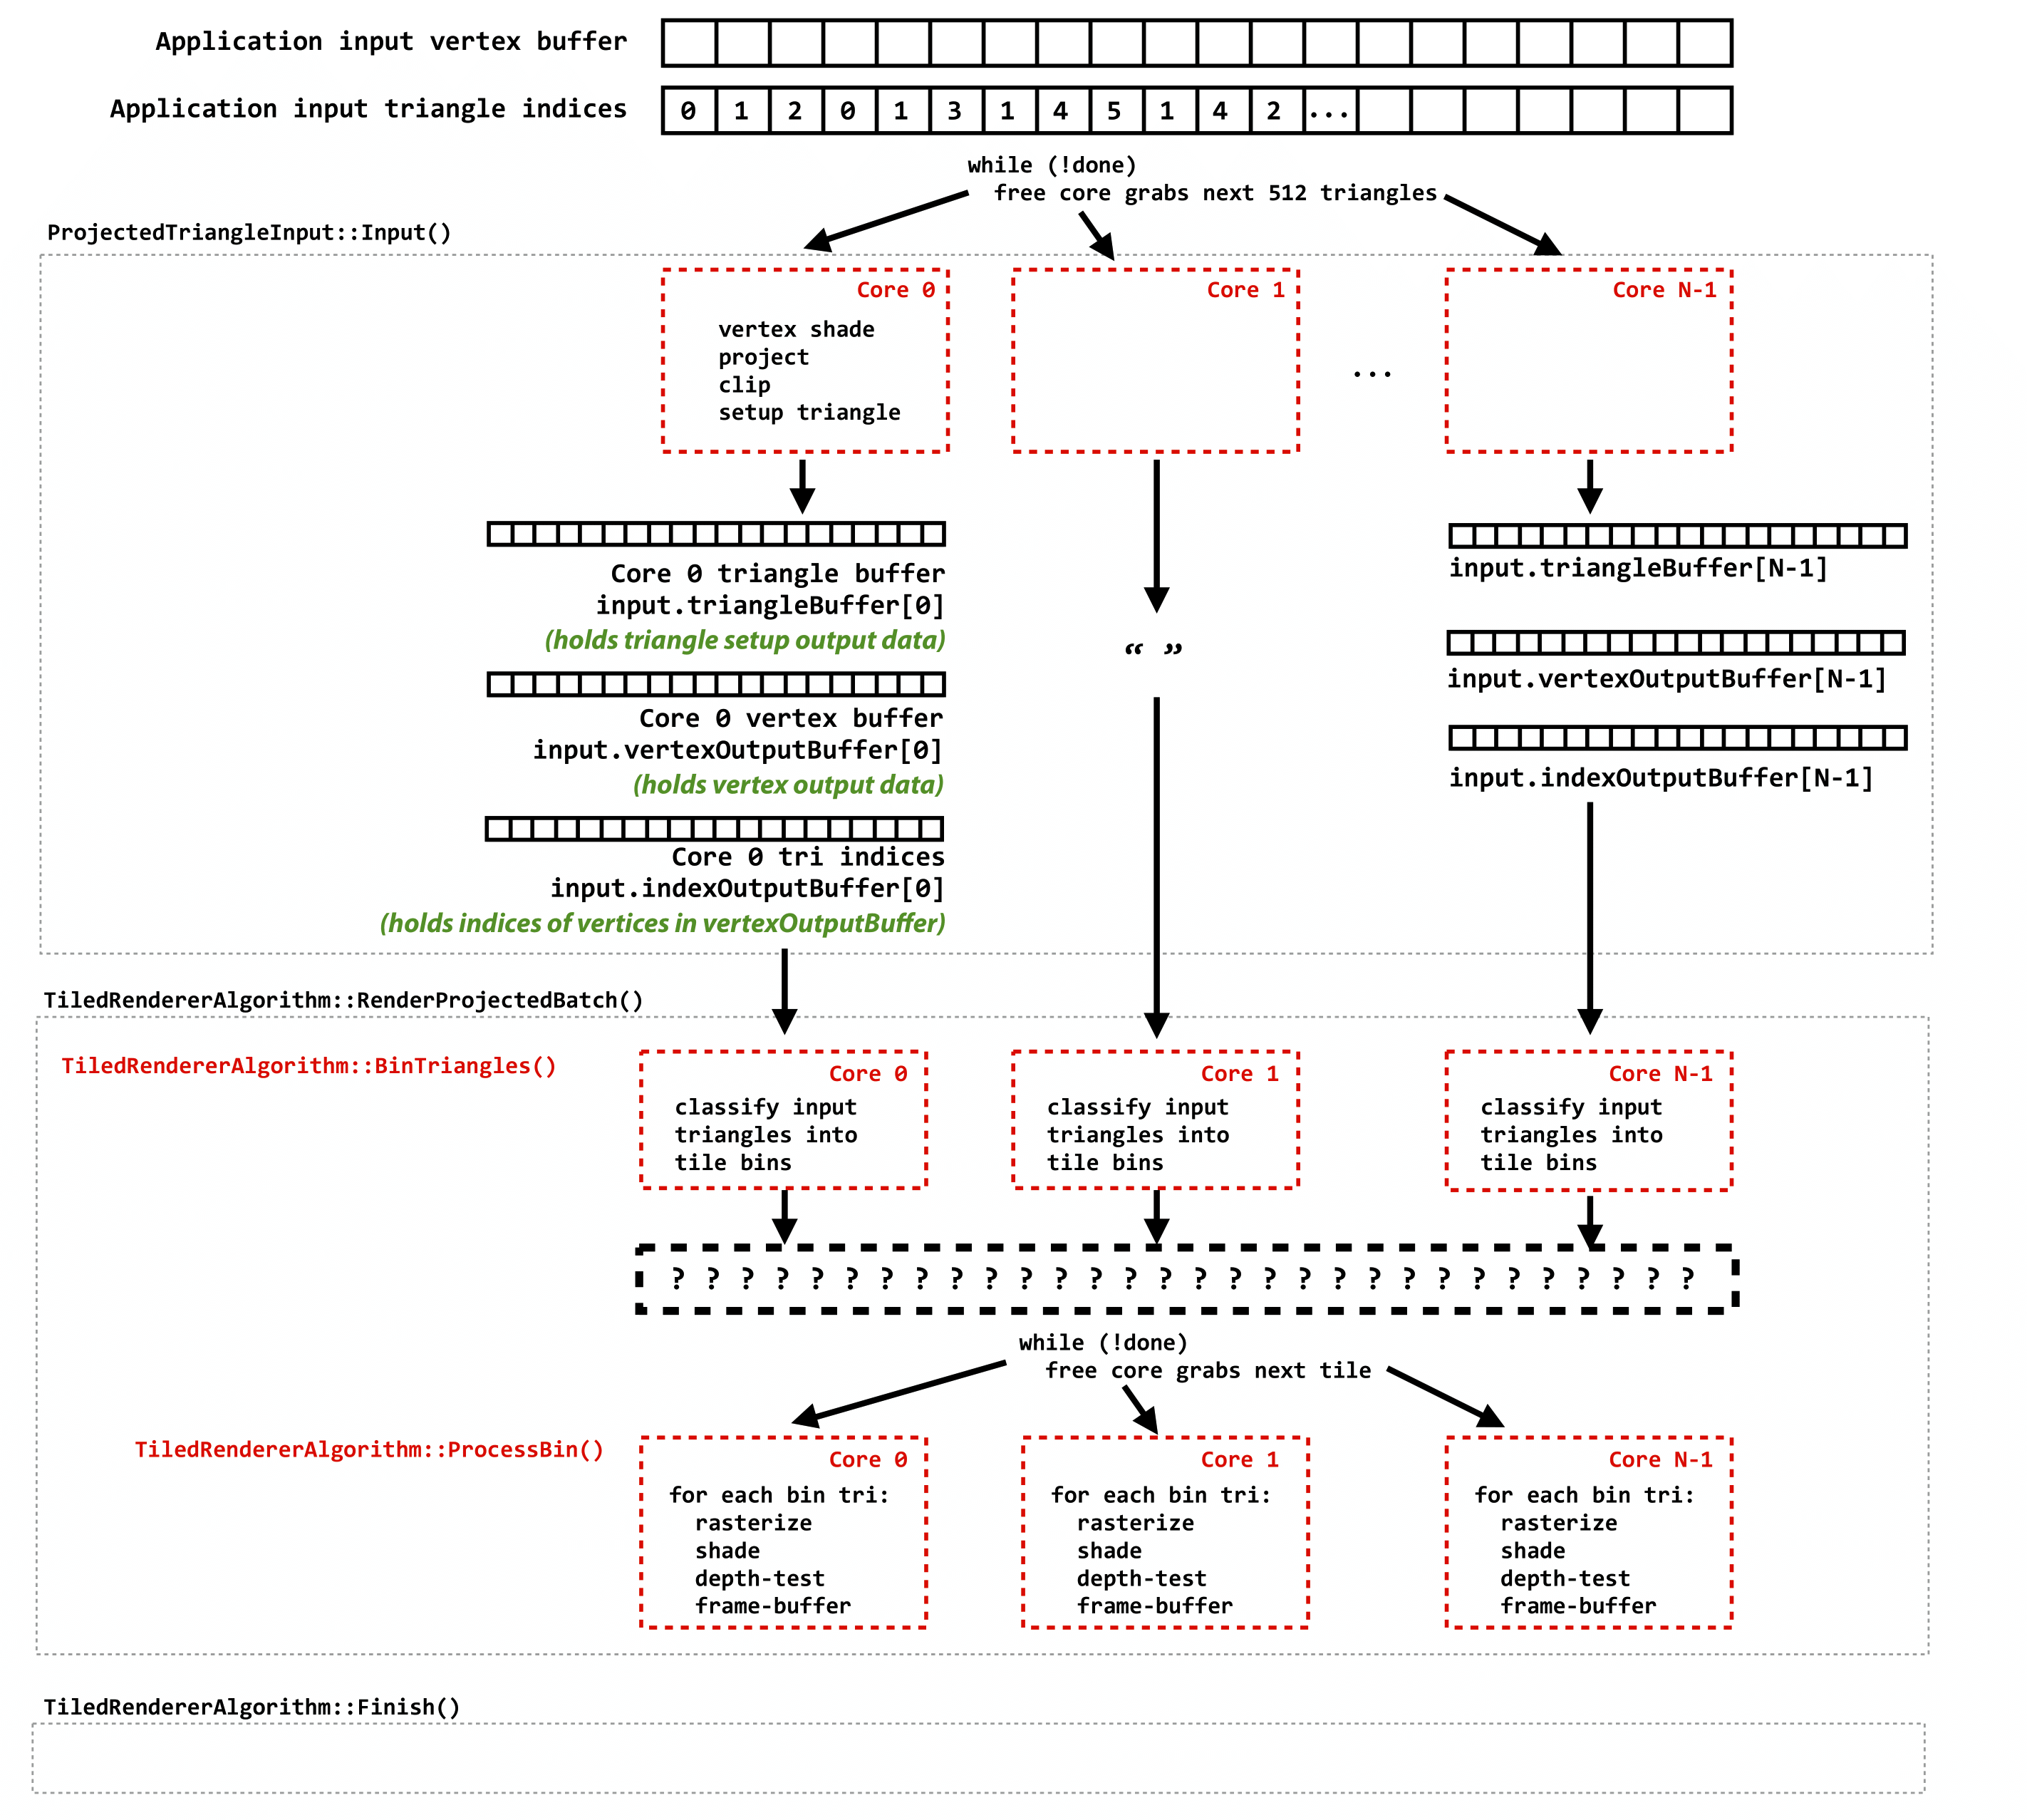 Application input vertex buffer
Application input triangle indices
0 1 2 0 1 3 1 4 5 1 4 2 ...
while (!done)
free core grabs next 512 triangles
ProjectedTriangleInput::Input()
Core 0
vertex shade
project
clip
setup triangle
Core 1
...
Core N-1
Core 0 triangle buffer
input.triangleBuffer[0]
(holds triangle setup output data)
Core 0 vertex buffer
input.vertexOutputBuffer[0]
(holds vertex output data)
Core 0 tri indices
input.indexOutputBuffer[0]
(holds indices of vertices in vertexOutputBuffer)
“ ”
input.triangleBuffer[N-1]
input.vertexOutputBuffer[N-1]
input.indexOutputBuffer[N-1]
TiledRendererAlgorithm::RenderProjectedBatch()
TiledRendererAlgorithm::BinTriangles()
Core 0
classify input
triangles into
tile bins
Core 1
classify input
triangles into
tile bins
Core N-1
classify input
triangles into
tile bins
? ? ? ? ? ? ? ? ? ? ? ? ? ? ? ? ? ? ? ? ? ? ? ? ? ? ? ? ? ?
while (!done)
free core grabs next tile
TiledRendererAlgorithm::ProcessBin()
Core 0
for each bin tri:
rasterize
shade
depth-test
frame-buffer
Core 1
for each bin tri:
rasterize
shade
depth-test
frame-buffer
Core N-1
for each bin tri:
rasterize
shade
depth-test
frame-buffer
TiledRendererAlgorithm::Finish()